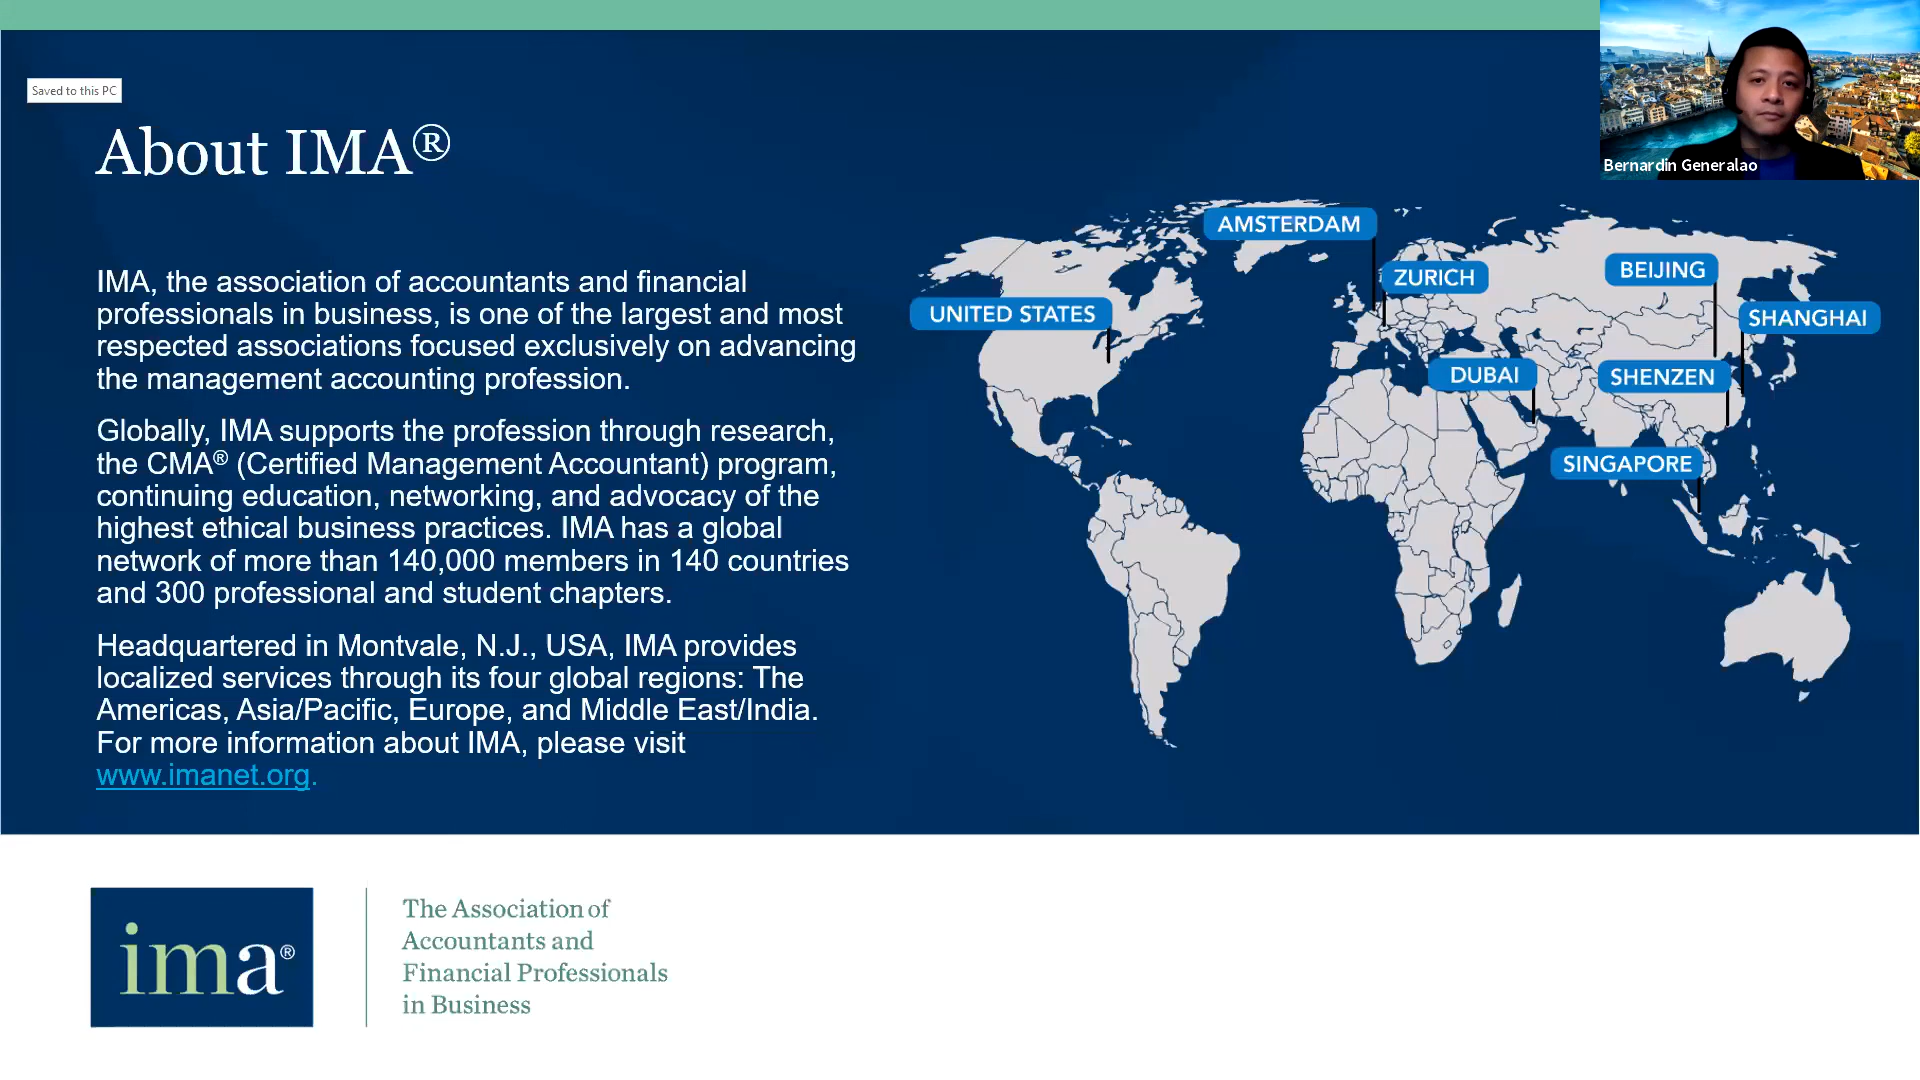 Saved to this PC
About IMA®
IMA, the association of accountants and financial
professionals in business, is one of the largest and most
respected associations focused exclusively on advancing
the management accounting profession.
Globally, IMA supports the profession through research,
the CMA® (Certified Management Accountant) program,
continuing education, networking, and advocacy of the
highest ethical business practices. IMA has a global
network of more than 140,000 members in 140 countries
and 300 professional and student chapters.
Headquartered in Montvale, N.J., USA, IMA provides
localized services through its four global regions: The
Americas, Asia/Pacific, Europe, and Middle East/India.
For more information about IMA, please visit
www.imanet.org.
Bernardin Generalao
AMSTERDAM
ZURICH
BEIJING
UNITED STATES
SHANGHAI
DUBAI
SHENZEN
SINGAPORE
ima®
The Association of
Accountants and
Financial Professionals
in Business